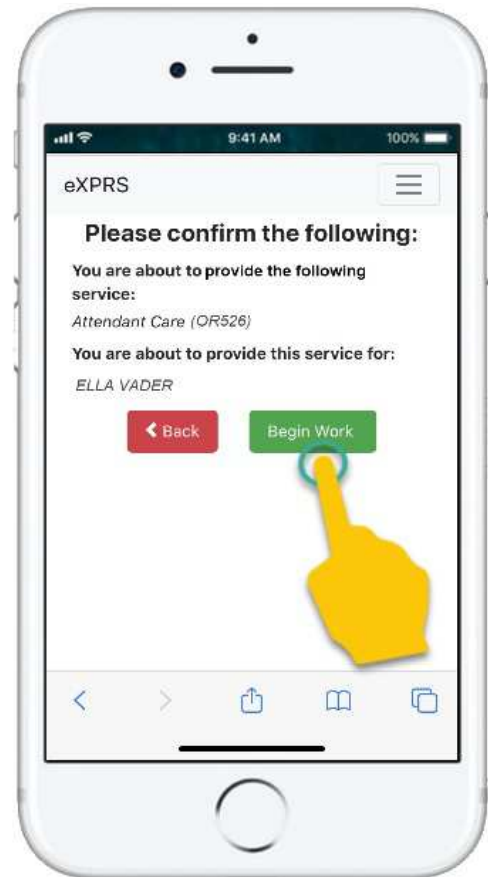 9:41 AM 100%
eXPRS
Please confirm the following:
You are about to provide the following
service:
Attendant Care (OR526)
You are about to provide this service for:
ELLA VADER
Back Begin Work